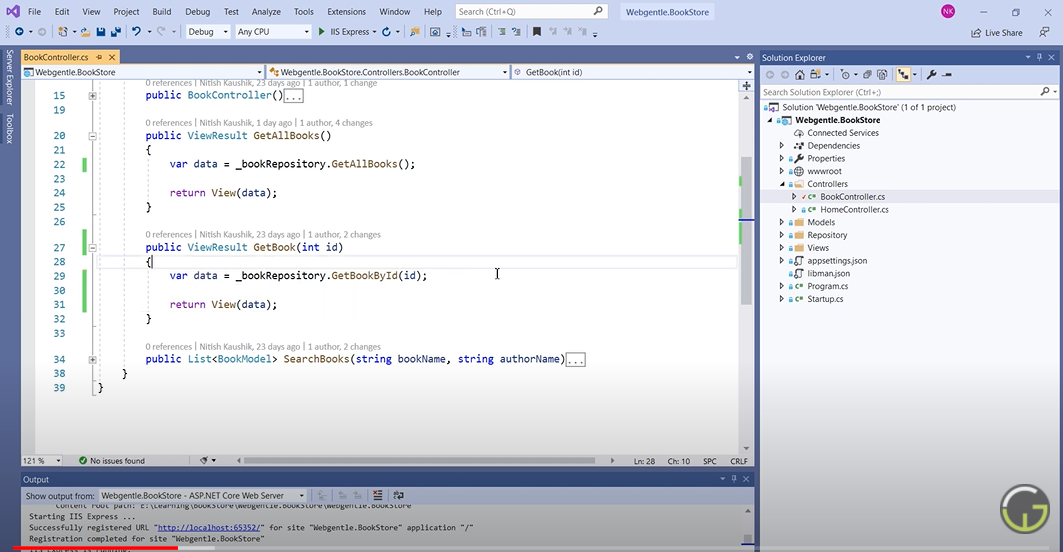 File Edit View Project Build Debug Test Analyze Tools Extensions Window Help Search (Ctrl+Q) Webgentle.BookStore NK
Debug Any CPU IIS Express Live Share
Server Explorer
Toolbox
BookController.cs
Webgentle.BookStore Webgentle.BookStore.Controllers.BookController GetBook(int id)
0 references | Nitish Kaushik, 23 days ago | 1 author, 1 change
15 public BookController()...
19
0 references | Nitish Kaushik, 1 day ago | 1 author, 4 changes
20 public ViewResult GetAllBooks()
21 {
22 var data = _bookRepository.GetAllBooks();
23
24 return View(data);
25 }
26
0 references | Nitish Kaushik, 23 days ago | 1 author, 2 changes
27 public ViewResult GetBook(int id)
28 {
29 var data = _bookRepository.GetBookById(id);
30
31 return View(data);
32 }
33
0 references | Nitish Kaushik, 23 days ago | 1 author, 2 changes
34 public List<BookModel> SearchBooks(string bookName, string authorName)...
38 }
39 }
121 % No issues found Ln: 28 Ch: 10 SPC CRLF
Output
Show output from: Webgentle.BookStore - ASP.NET Core Web Server
Content root path: E:\Learning\BookStore\Webgentle.BookStore\Webgentle.BookStore
Starting IIS Express ...
Successfully registered URL "http://localhost:65352/" for site "Webgentle.BookStore" application "/"
Registration completed for site "Webgentle.BookStore"
IIS Express is running.
Solution Explorer
Search Solution Explorer (Ctrl+;)
Solution 'Webgentle.BookStore' (1 of 1 project)
Webgentle.BookStore
Connected Services
Dependencies
Properties
wwwroot
Controllers
BookController.cs
HomeController.cs
Models
Repository
Views
appsettings.json
libman.json
Program.cs
Startup.cs